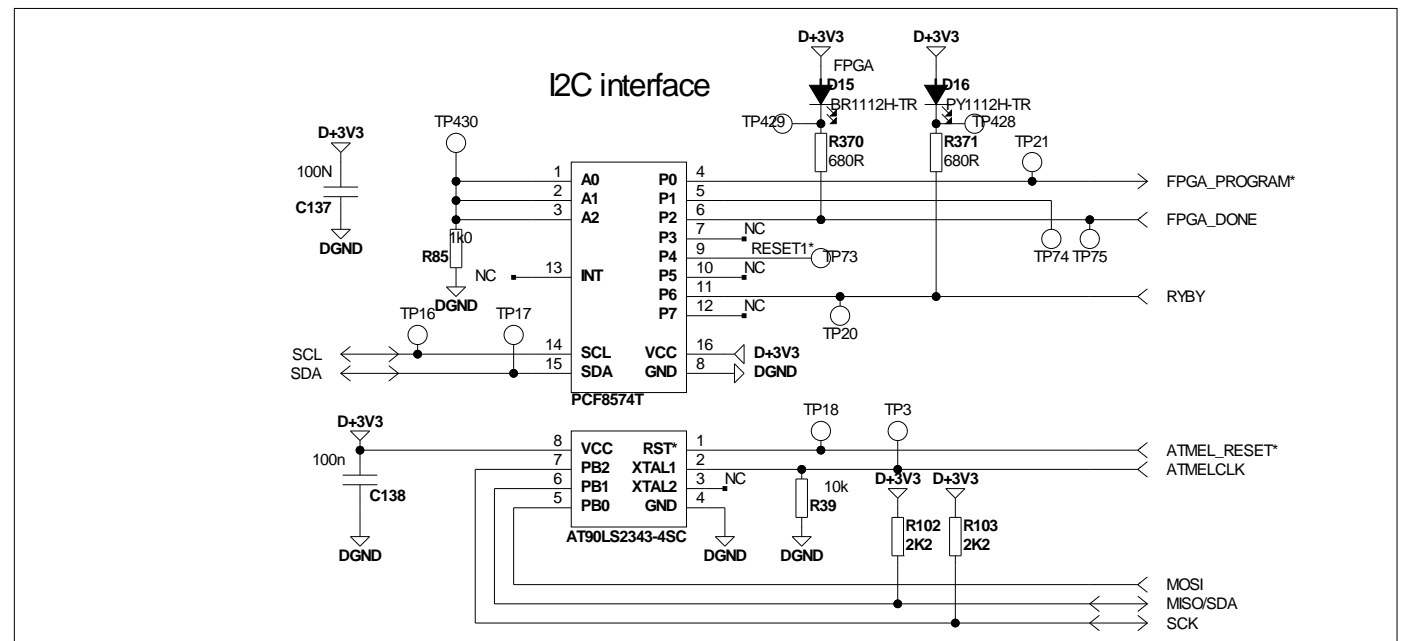 I2C interface
D+3V3 D+3V3
FPGA
D15 D16
BR1112H-TR PY1112H-TR
TP429 TP428
R370 R371
680R 680R
TP21
TP430
D+3V3
100N
C137
DGND
1 A0 P0 4 FPGA_PROGRAM*
2 A1 P1 5
3 A2 P2 6 FPGA_DONE
P3 7 NC
1k0
R85
RESET1* TP73
P4 9
TP74 TP75
NC 13 INT P5 10 NC
DGND
P6 11 RYBY
P7 12 NC
TP20
TP16 TP17
SCL 14 SCL VCC 16 D+3V3
SDA 15 SDA GND 8 DGND
PCF8574T
D+3V3
TP18 TP3
8 VCC RST* 1 ATMEL_RESET*
100n
7 PB2 XTAL1 2 ATMELCLK
C138
6 PB1 XTAL2 3 NC
5 PB0 GND 4
10k
R39
D+3V3 D+3V3
AT90LS2343-4SC
R102 R103
2K2 2K2
DGND DGND DGND
MOSI
MISO/SDA
SCK